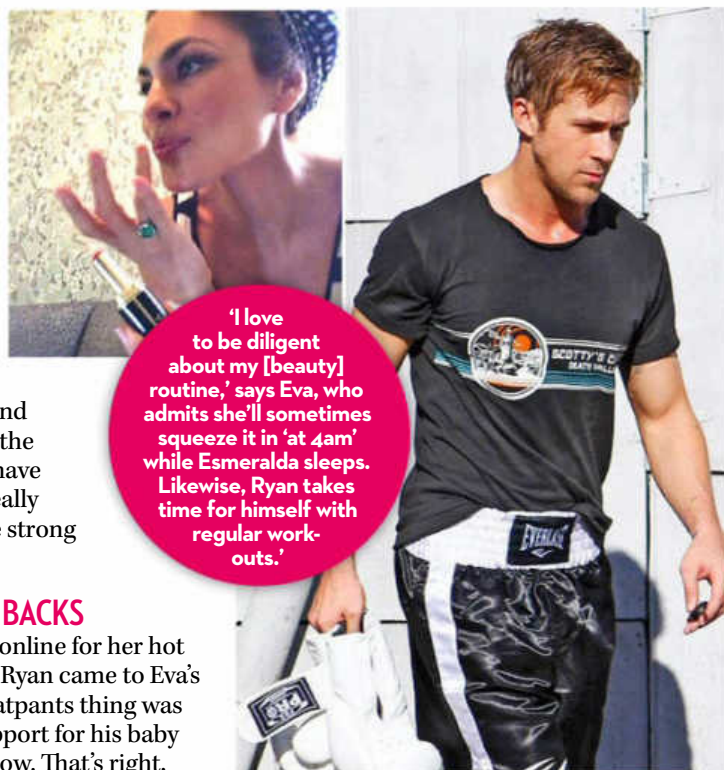 'I love
to be diligent
about my [beauty]
routine,' says Eva, who
admits she'll sometimes
squeeze it in 'at 4am'
while Esmeralda sleeps.
Likewise, Ryan takes
time for himself with
regular work-
outs.'
SCOTTY'S
DEATH
EVERLAST
PRO
nd
the
have
eally
strong
BACKS
online for her hot
Ryan came to Eva's
atpants thing was
pport for his baby
ow. That's right,